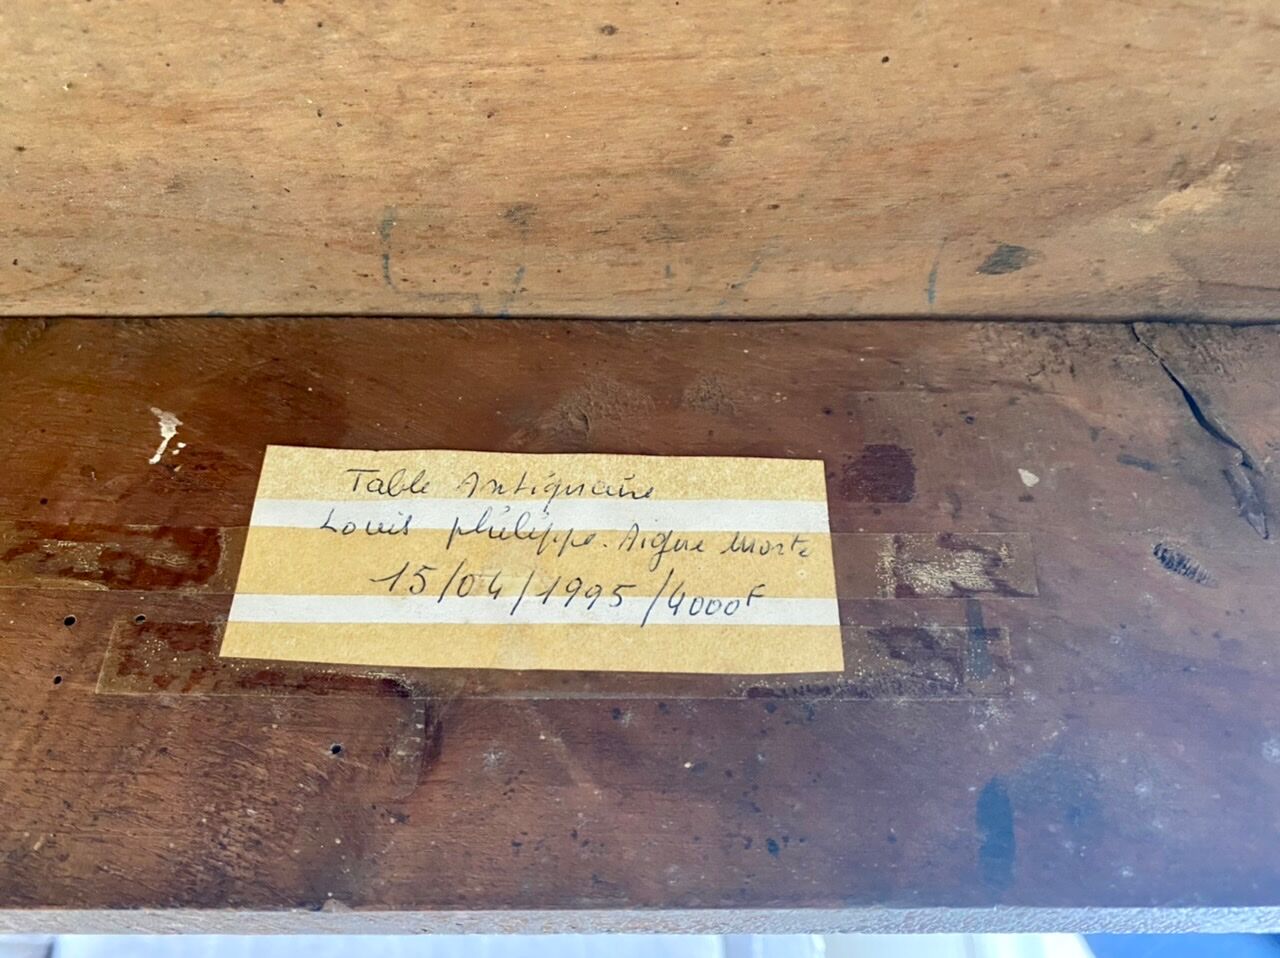 Table Antiquaire
Louis philippe. Aigue Morte
15/04/1995/4000F